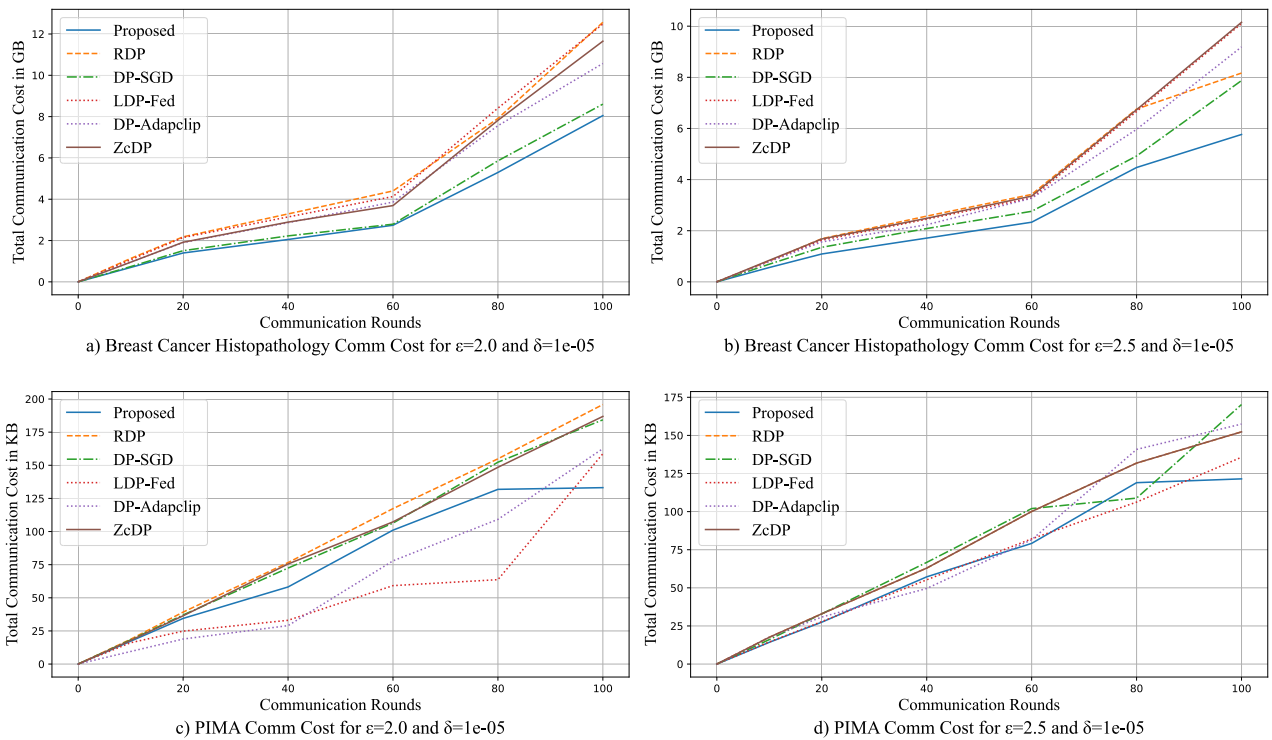 Total Communication Cost in GB
12
10
8
6
4
2
0
Proposed
RDP
DP-SGD
LDP-Fed
DP-Adapclip
ZcDP
0 20 40 60 80 100
Communication Rounds
a) Breast Cancer Histopathology Comm Cost for ε=2.0 and δ=1e-05
Total Communication Cost in GB
10
8
6
4
2
0
Proposed
RDP
DP-SGD
LDP-Fed
DP-Adapclip
ZcDP
0 20 40 60 80 100
Communication Rounds
b) Breast Cancer Histopathology Comm Cost for ε=2.5 and δ=1e-05
Total Communication Cost in KB
200
175
150
125
100
75
50
25
0
Proposed
RDP
DP-SGD
LDP-Fed
DP-Adapclip
ZcDP
0 20 40 60 80 100
Communication Rounds
c) PIMA Comm Cost for ε=2.0 and δ=1e-05
Total Communication Cost in KB
175
150
125
100
75
50
25
0
Proposed
RDP
DP-SGD
LDP-Fed
DP-Adapclip
ZcDP
0 20 40 60 80 100
Communication Rounds
d) PIMA Comm Cost for ε=2.5 and δ=1e-05